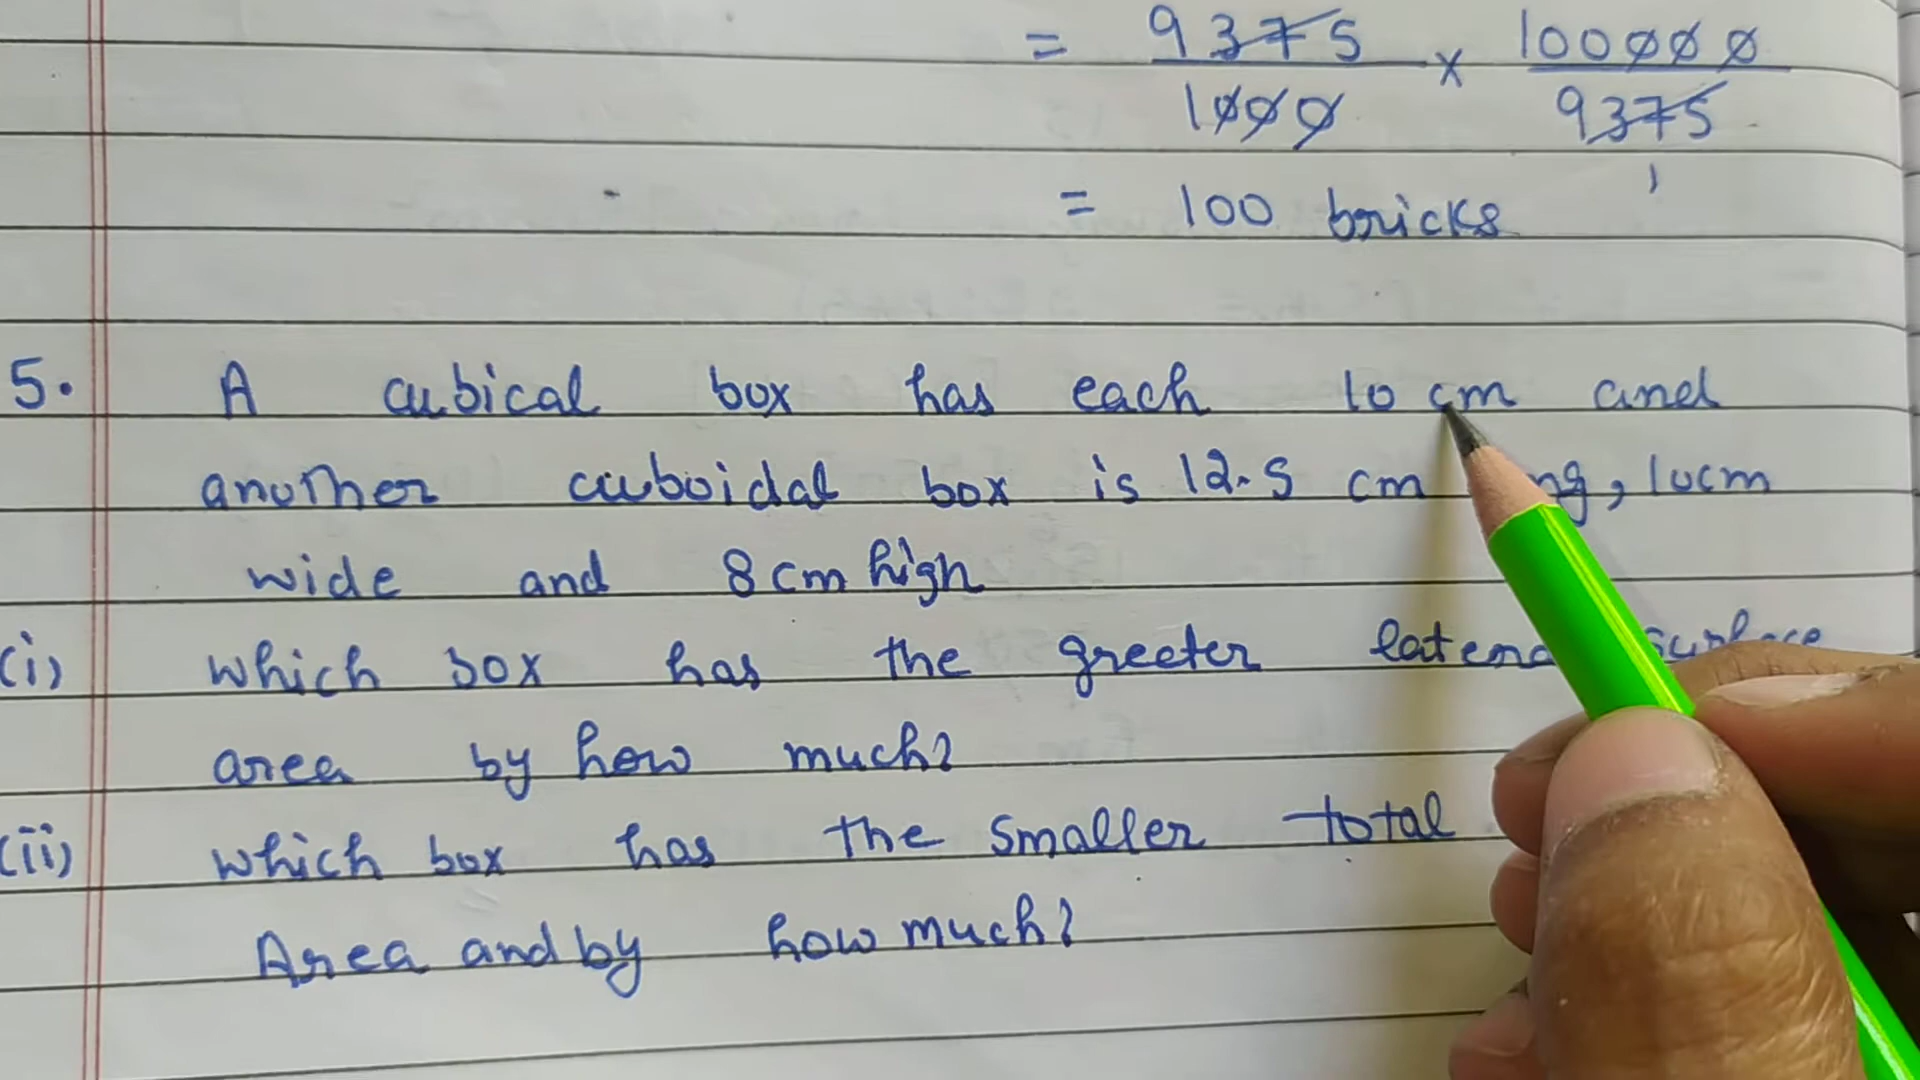 = 9375/1000 × 100000/9375
1
= 100 bricks
5. A cubical box has each 10 cm and
another cuboidal box is 12.5 cm , 10cm
wide and 8 cm high
(i) which box has the greeter
area by how much?
(ii) which box has the smaller total
Area and by how much?